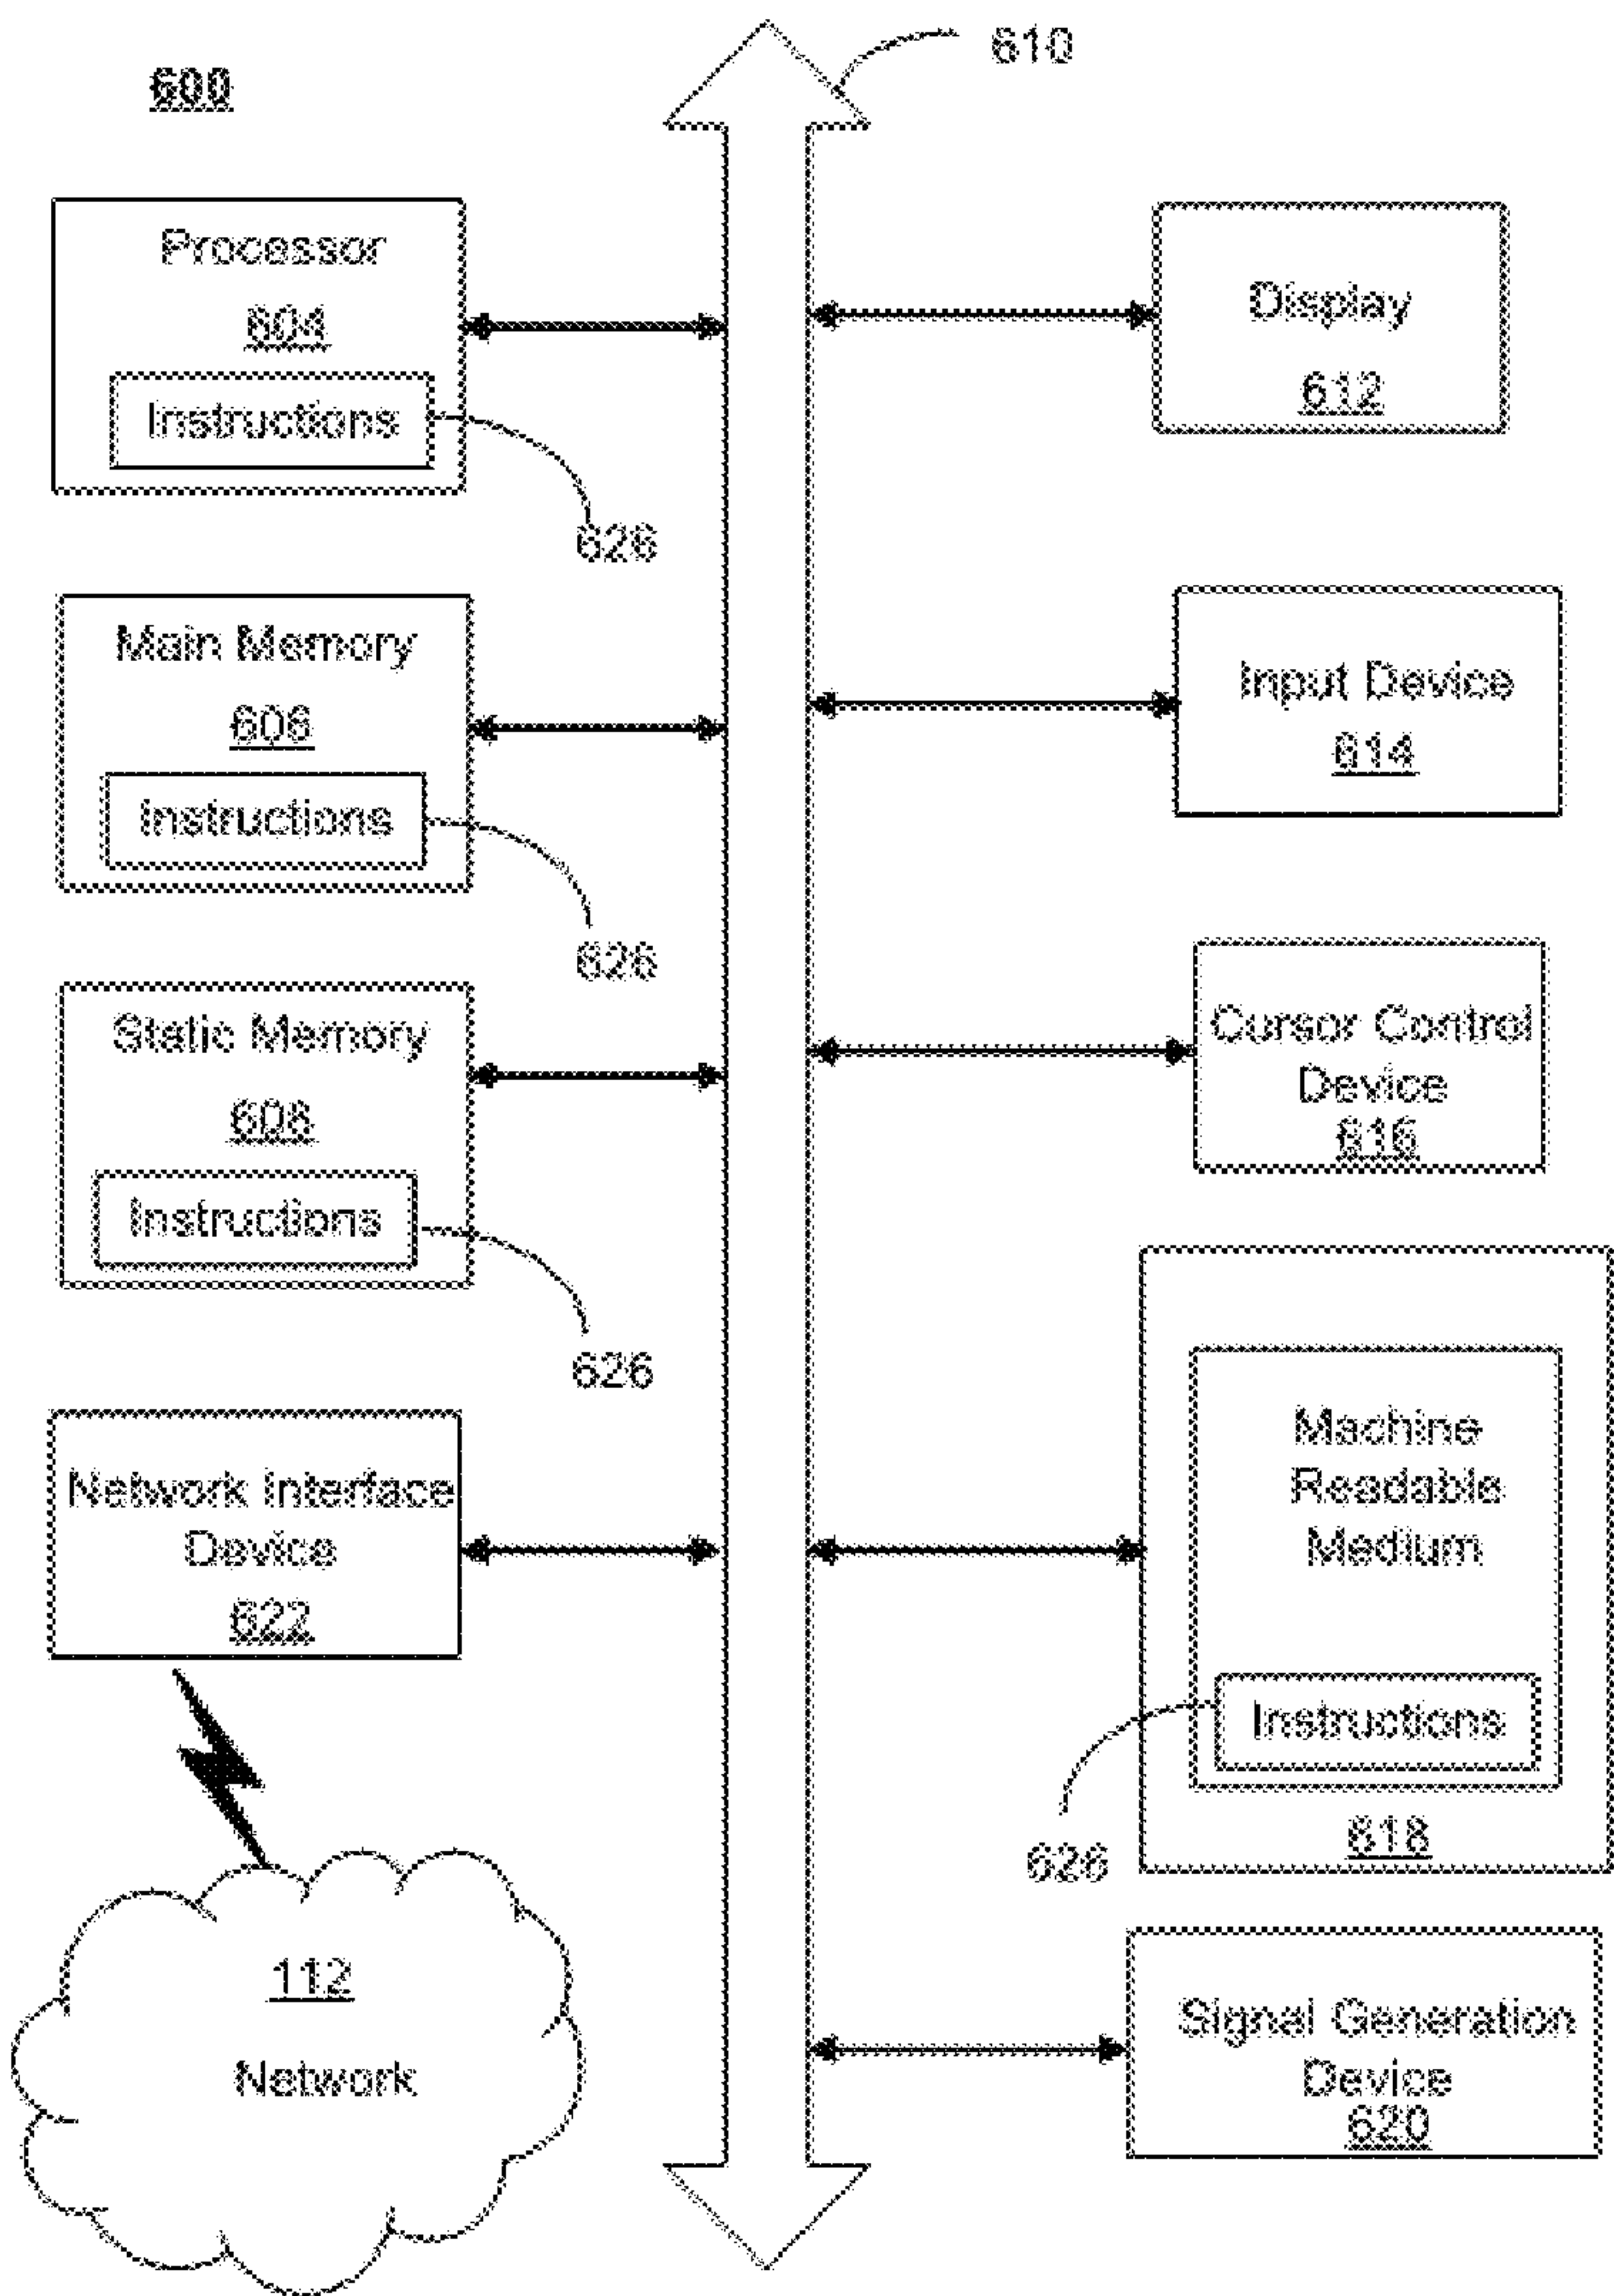 600
610
Processor
604
Instructions
626
Main Memory
606
Instructions
626
Static Memory
608
Instructions
626
Network Interface
Device
622
112
Network
Display
612
Input Device
614
Cursor Control
Device
616
Machine
Readable
Medium
Instructions
626
618
Signal Generation
Device
620